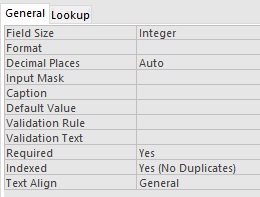 General Lookup
Field Size Integer
Format
Decimal Places Auto
Input Mask
Caption
Default Value
Validation Rule
Validation Text
Required Yes
Indexed Yes (No Duplicates)
Text Align General